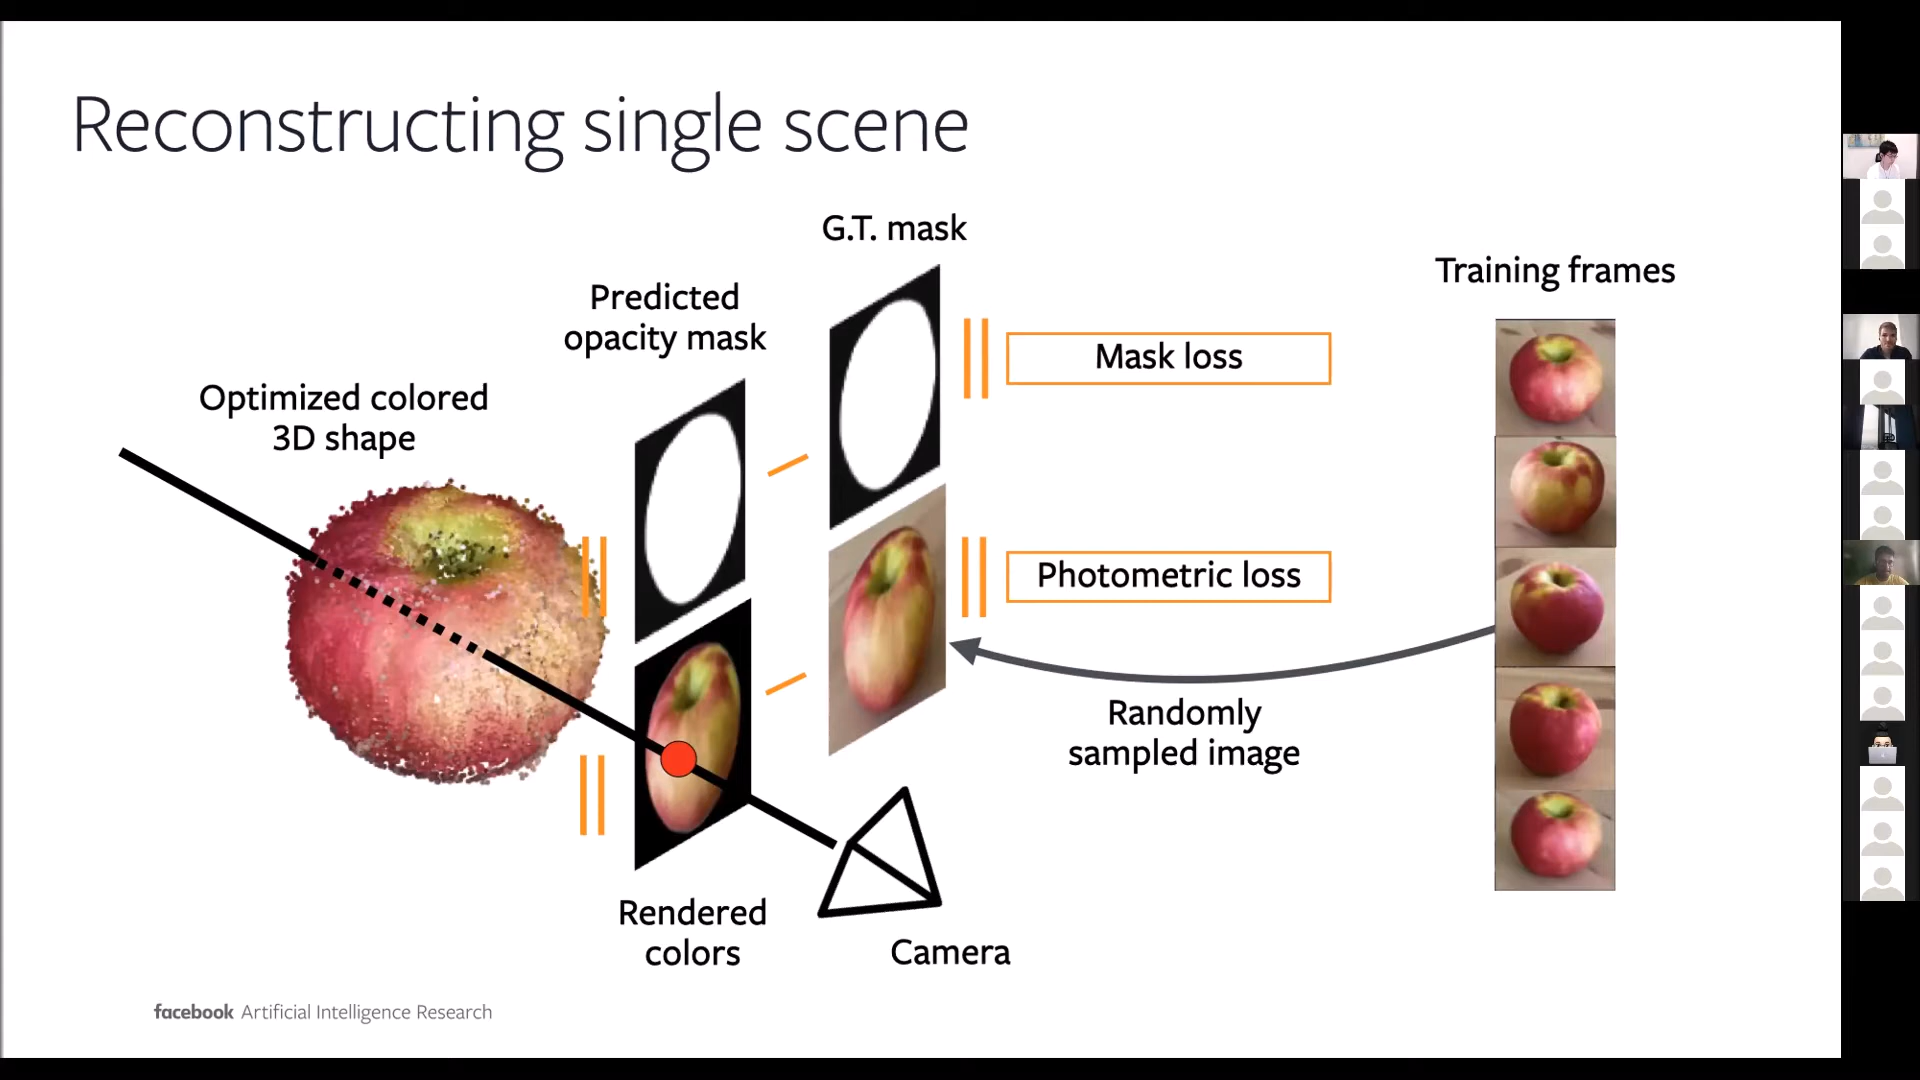 Reconstructing single scene
G.T. mask
Predicted
opacity mask
Mask loss
Training frames
Optimized colored
3D shape
Photometric loss
Randomly
sampled image
Rendered
colors
Camera
facebook Artificial Intelligence Research